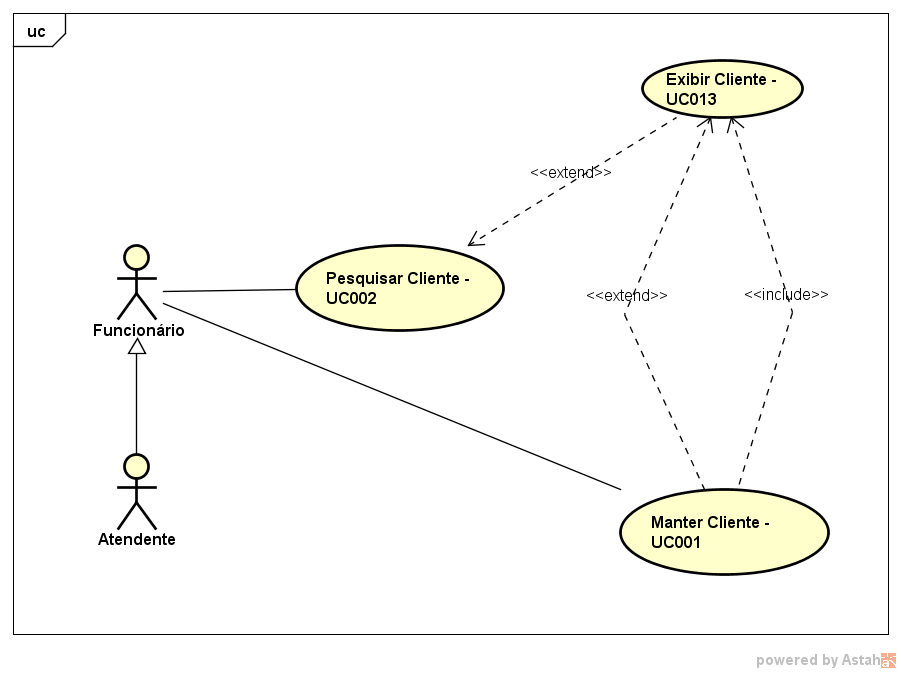 uc
Exibir Cliente -
UC013
<<extend>>
Pesquisar Cliente -
UC002
<<extend>>
<<include>>
Funcionário
Manter Cliente -
UC001
Atendente
powered by Astah